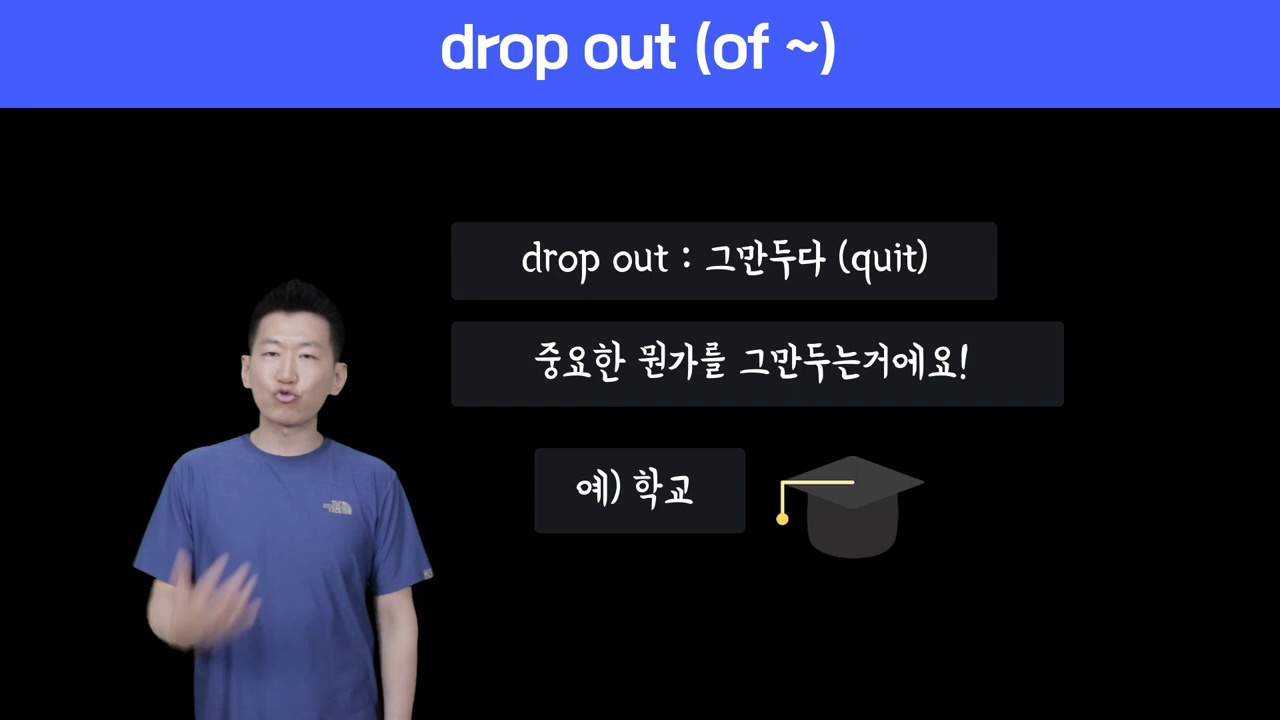 drop out (of ~)
drop out : 그만두다 (quit)
중요한 뭔가를 그만두는거에요!
예) 학교